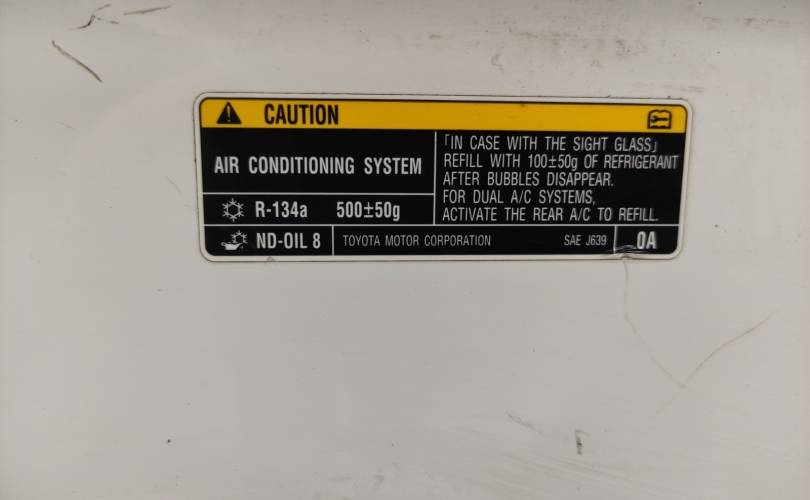 CAUTION
AIR CONDITIONING SYSTEM
R-134a 500±50g
「IN CASE WITH THE SIGHT GLASS」
REFILL WITH 100±50g OF REFRIGERANT
AFTER BUBBLES DISAPPEAR.
FOR DUAL A/C SYSTEMS,
ACTIVATE THE REAR A/C TO REFILL.
ND-OIL 8 TOYOTA MOTOR CORPORATION SAE J639 0A